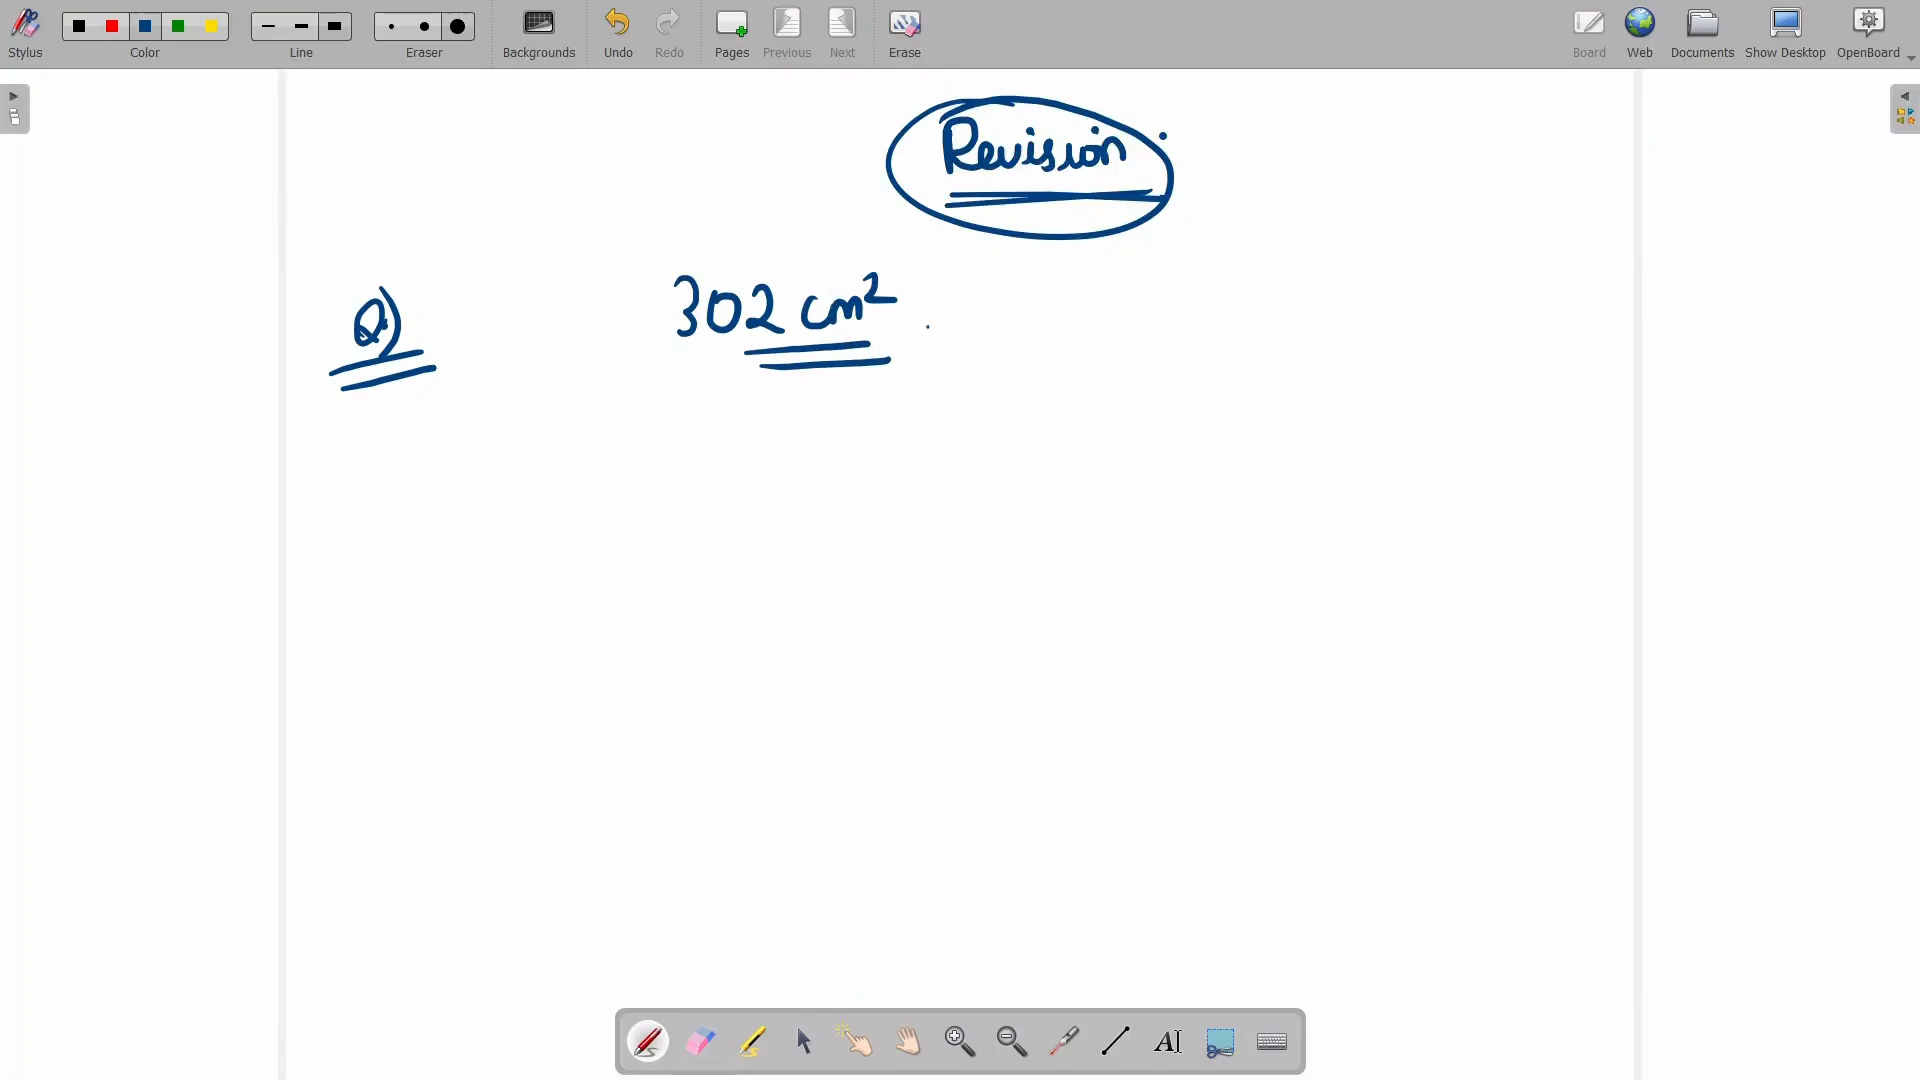 Stylus Color Line Eraser Backgrounds Undo Redo Pages Previous Next Erase Board Web Documents Show Desktop OpenBoard
Revision
Q) 302 cm²